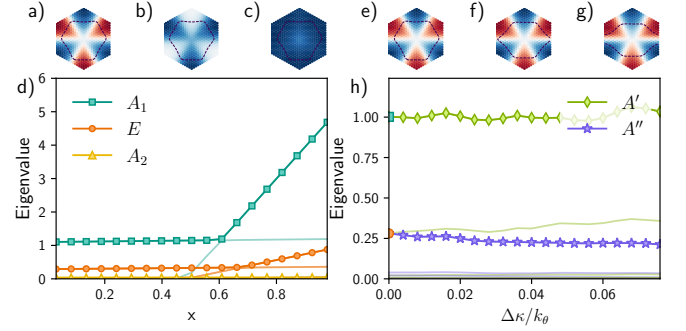 a) b) c) e) f) g)
d) h)
6
5
4
3
2
1
0
Eigenvalue
A₁
E
A₂
0.2 0.4 0.6 0.8
x
1.00
0.75
0.50
0.25
0.00
Eigenvalue
A′
A″
0.00 0.02 0.04 0.06
Δκ/k_θ